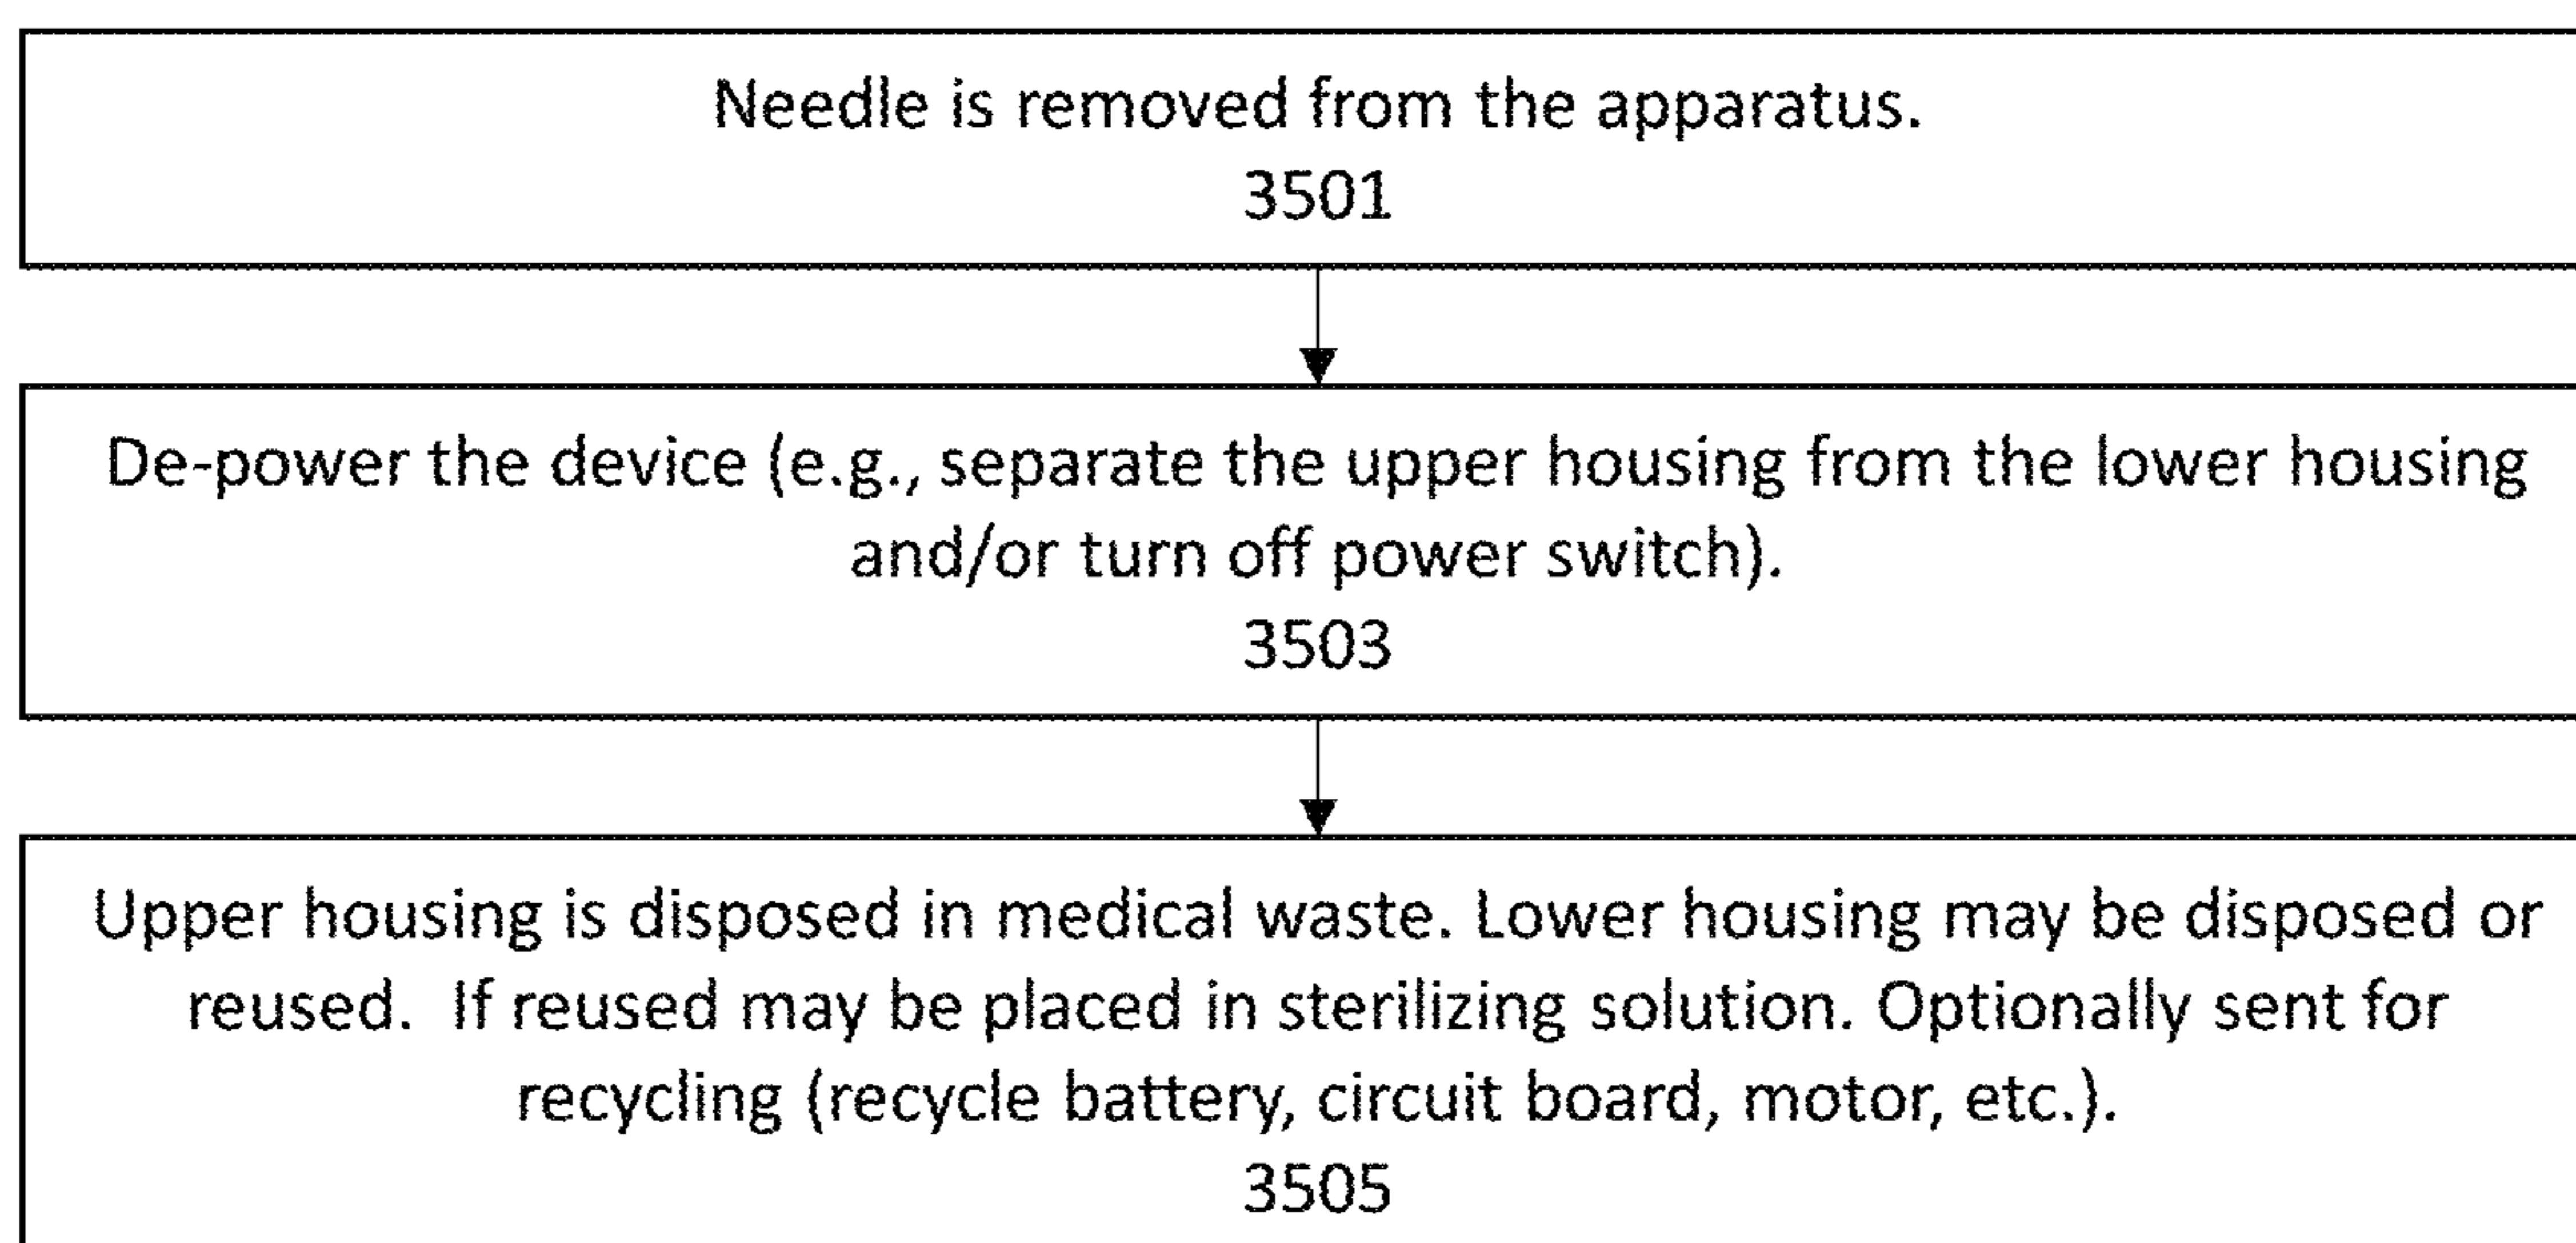 Needle is removed from the apparatus.
3501
De-power the device (e.g., separate the upper housing from the lower housing
and/or turn off power switch).
3503
Upper housing is disposed in medical waste. Lower housing may be disposed or
reused.  If reused may be placed in sterilizing solution. Optionally sent for
recycling (recycle battery, circuit board, motor, etc.).
3505